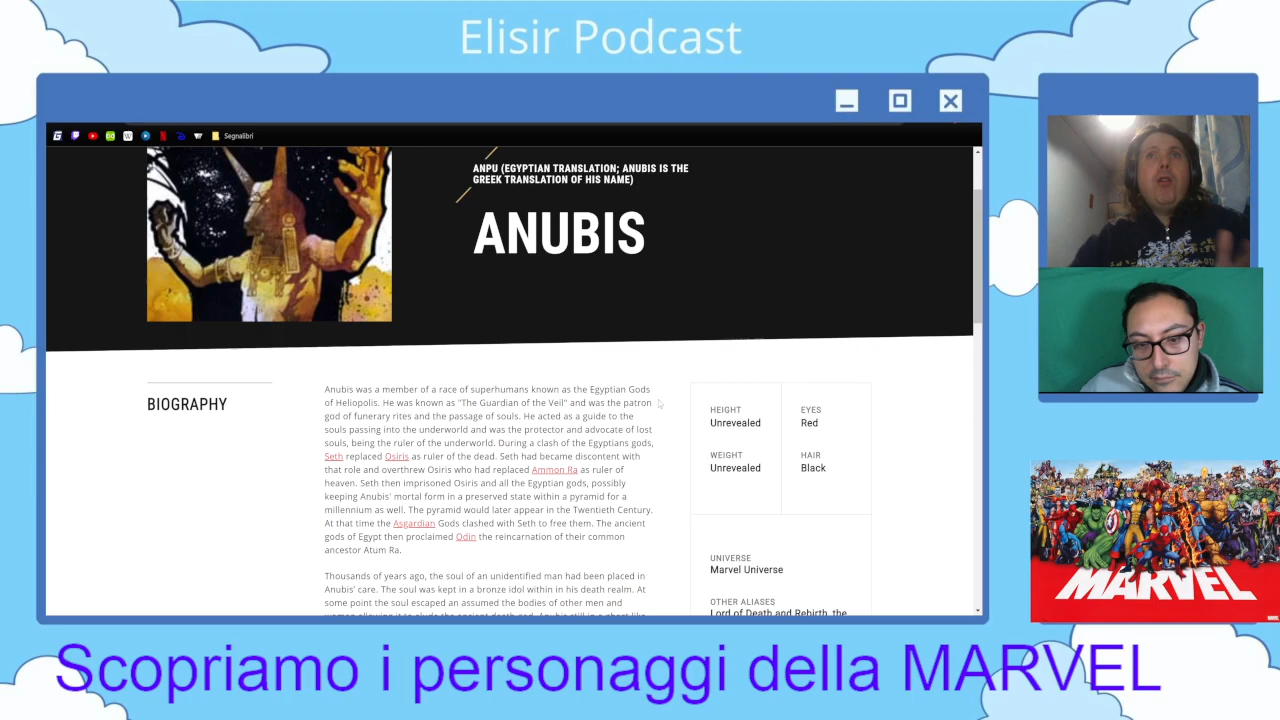 Elisir Podcast
Segnalibri
ANPU (EGYPTIAN TRANSLATION; ANUBIS IS THE
GREEK TRANSLATION OF HIS NAME)
ANUBIS
BIOGRAPHY
Anubis was a member of a race of superhumans known as the Egyptian Gods
of Heliopolis. He was known as "The Guardian of the Veil" and was the patron
god of funerary rites and the passage of souls. He acted as a guide to the
souls passing into the underworld and was the protector and advocate of lost
souls, being the ruler of the underworld. During a clash of the Egyptians gods,
Seth replaced Osiris as ruler of the dead. Seth had became discontent with
that role and overthrew Osiris who had replaced Ammon Ra as ruler of
heaven. Seth then imprisoned Osiris and all the Egyptian gods, possibly
keeping Anubis' mortal form in a preserved state within a pyramid for a
millennium as well. The pyramid would later appear in the Twentieth Century.
At that time the Asgardian Gods clashed with Seth to free them. The ancient
gods of Egypt then proclaimed Odin the reincarnation of their common
ancestor Atum Ra.
Thousands of years ago, the soul of an unidentified man had been placed in
Anubis' care. The soul was kept in a bronze idol within in his death realm. At
some point the soul escaped an assumed the bodies of other men and
HEIGHT
Unrevealed
EYES
Red
WEIGHT
Unrevealed
HAIR
Black
UNIVERSE
Marvel Universe
OTHER ALIASES
Lord of Death and Rebirth, the
MARVEL
Scopriamo i personaggi della MARVEL